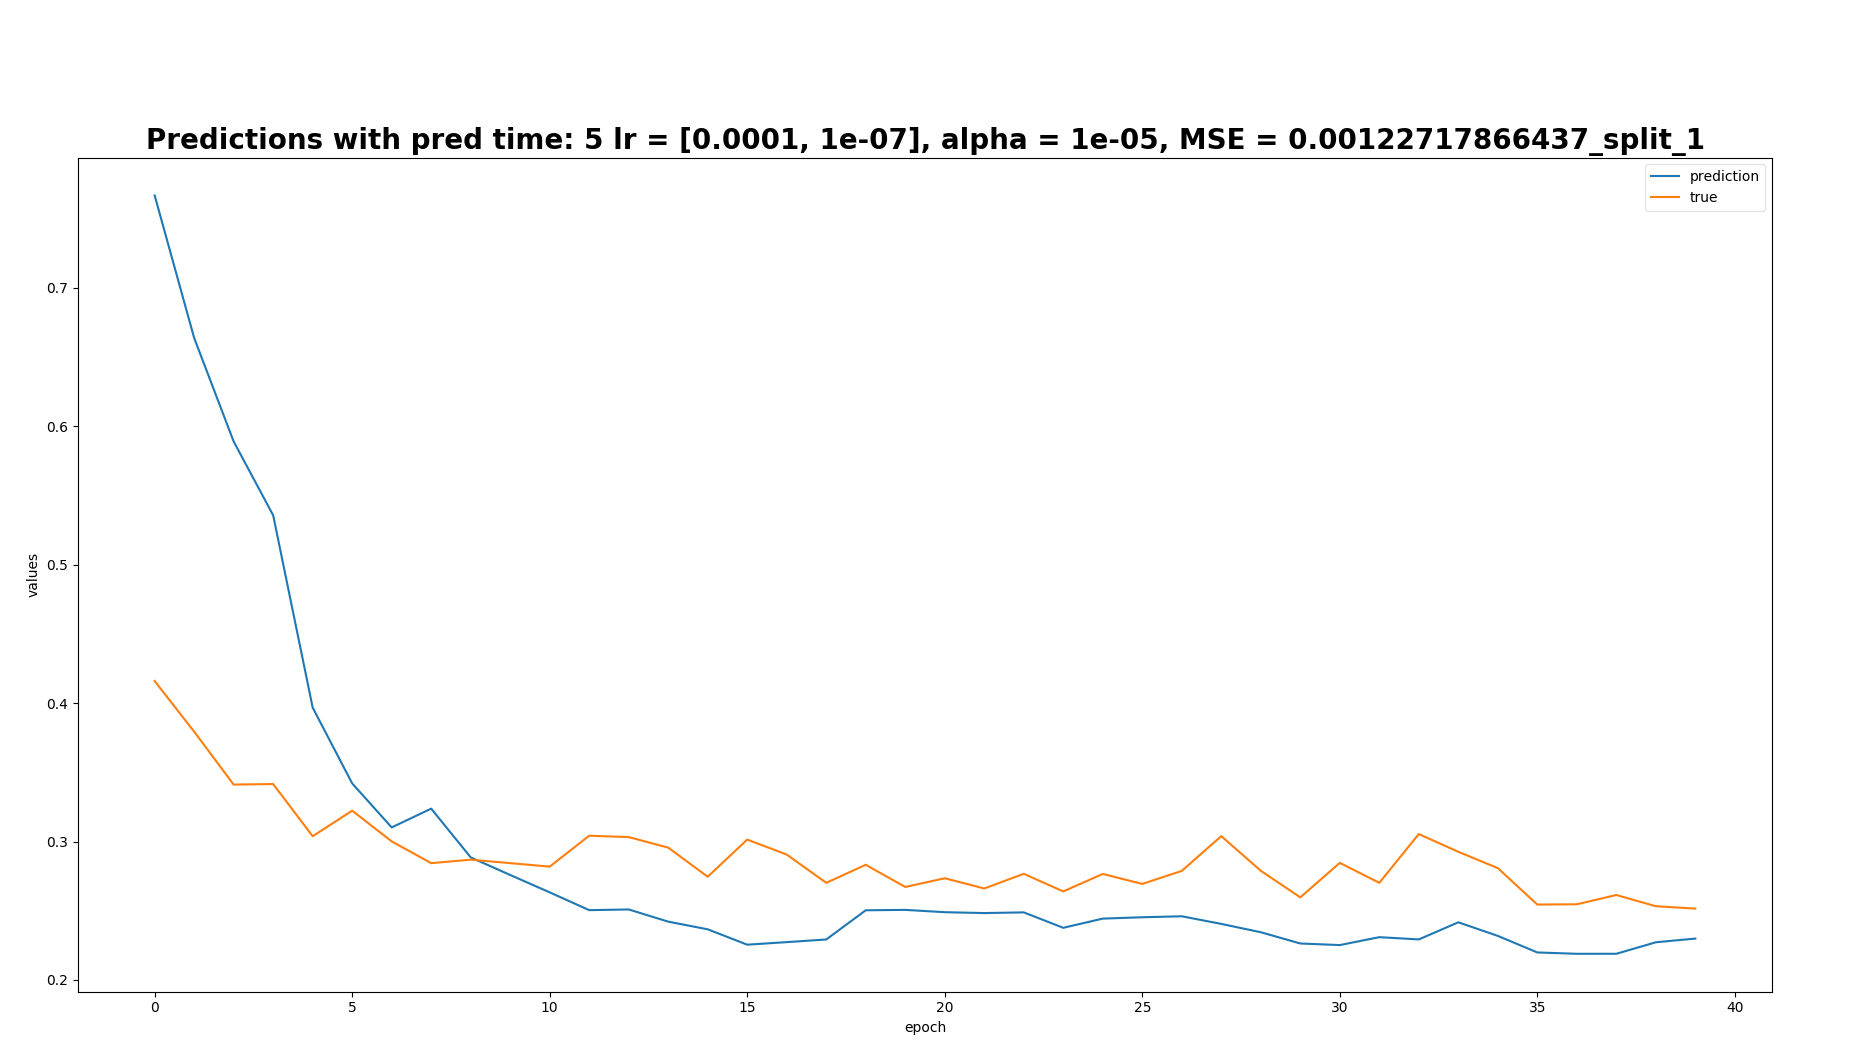 Predictions with pred time: 5 lr = [0.0001, 1e-07], alpha = 1e-05, MSE = 0.00122717866437_split_1
prediction
true
0.7
0.6
0.5
0.4
0.3
0.2
values
0 5 10 15 20 25 30 35 40
epoch